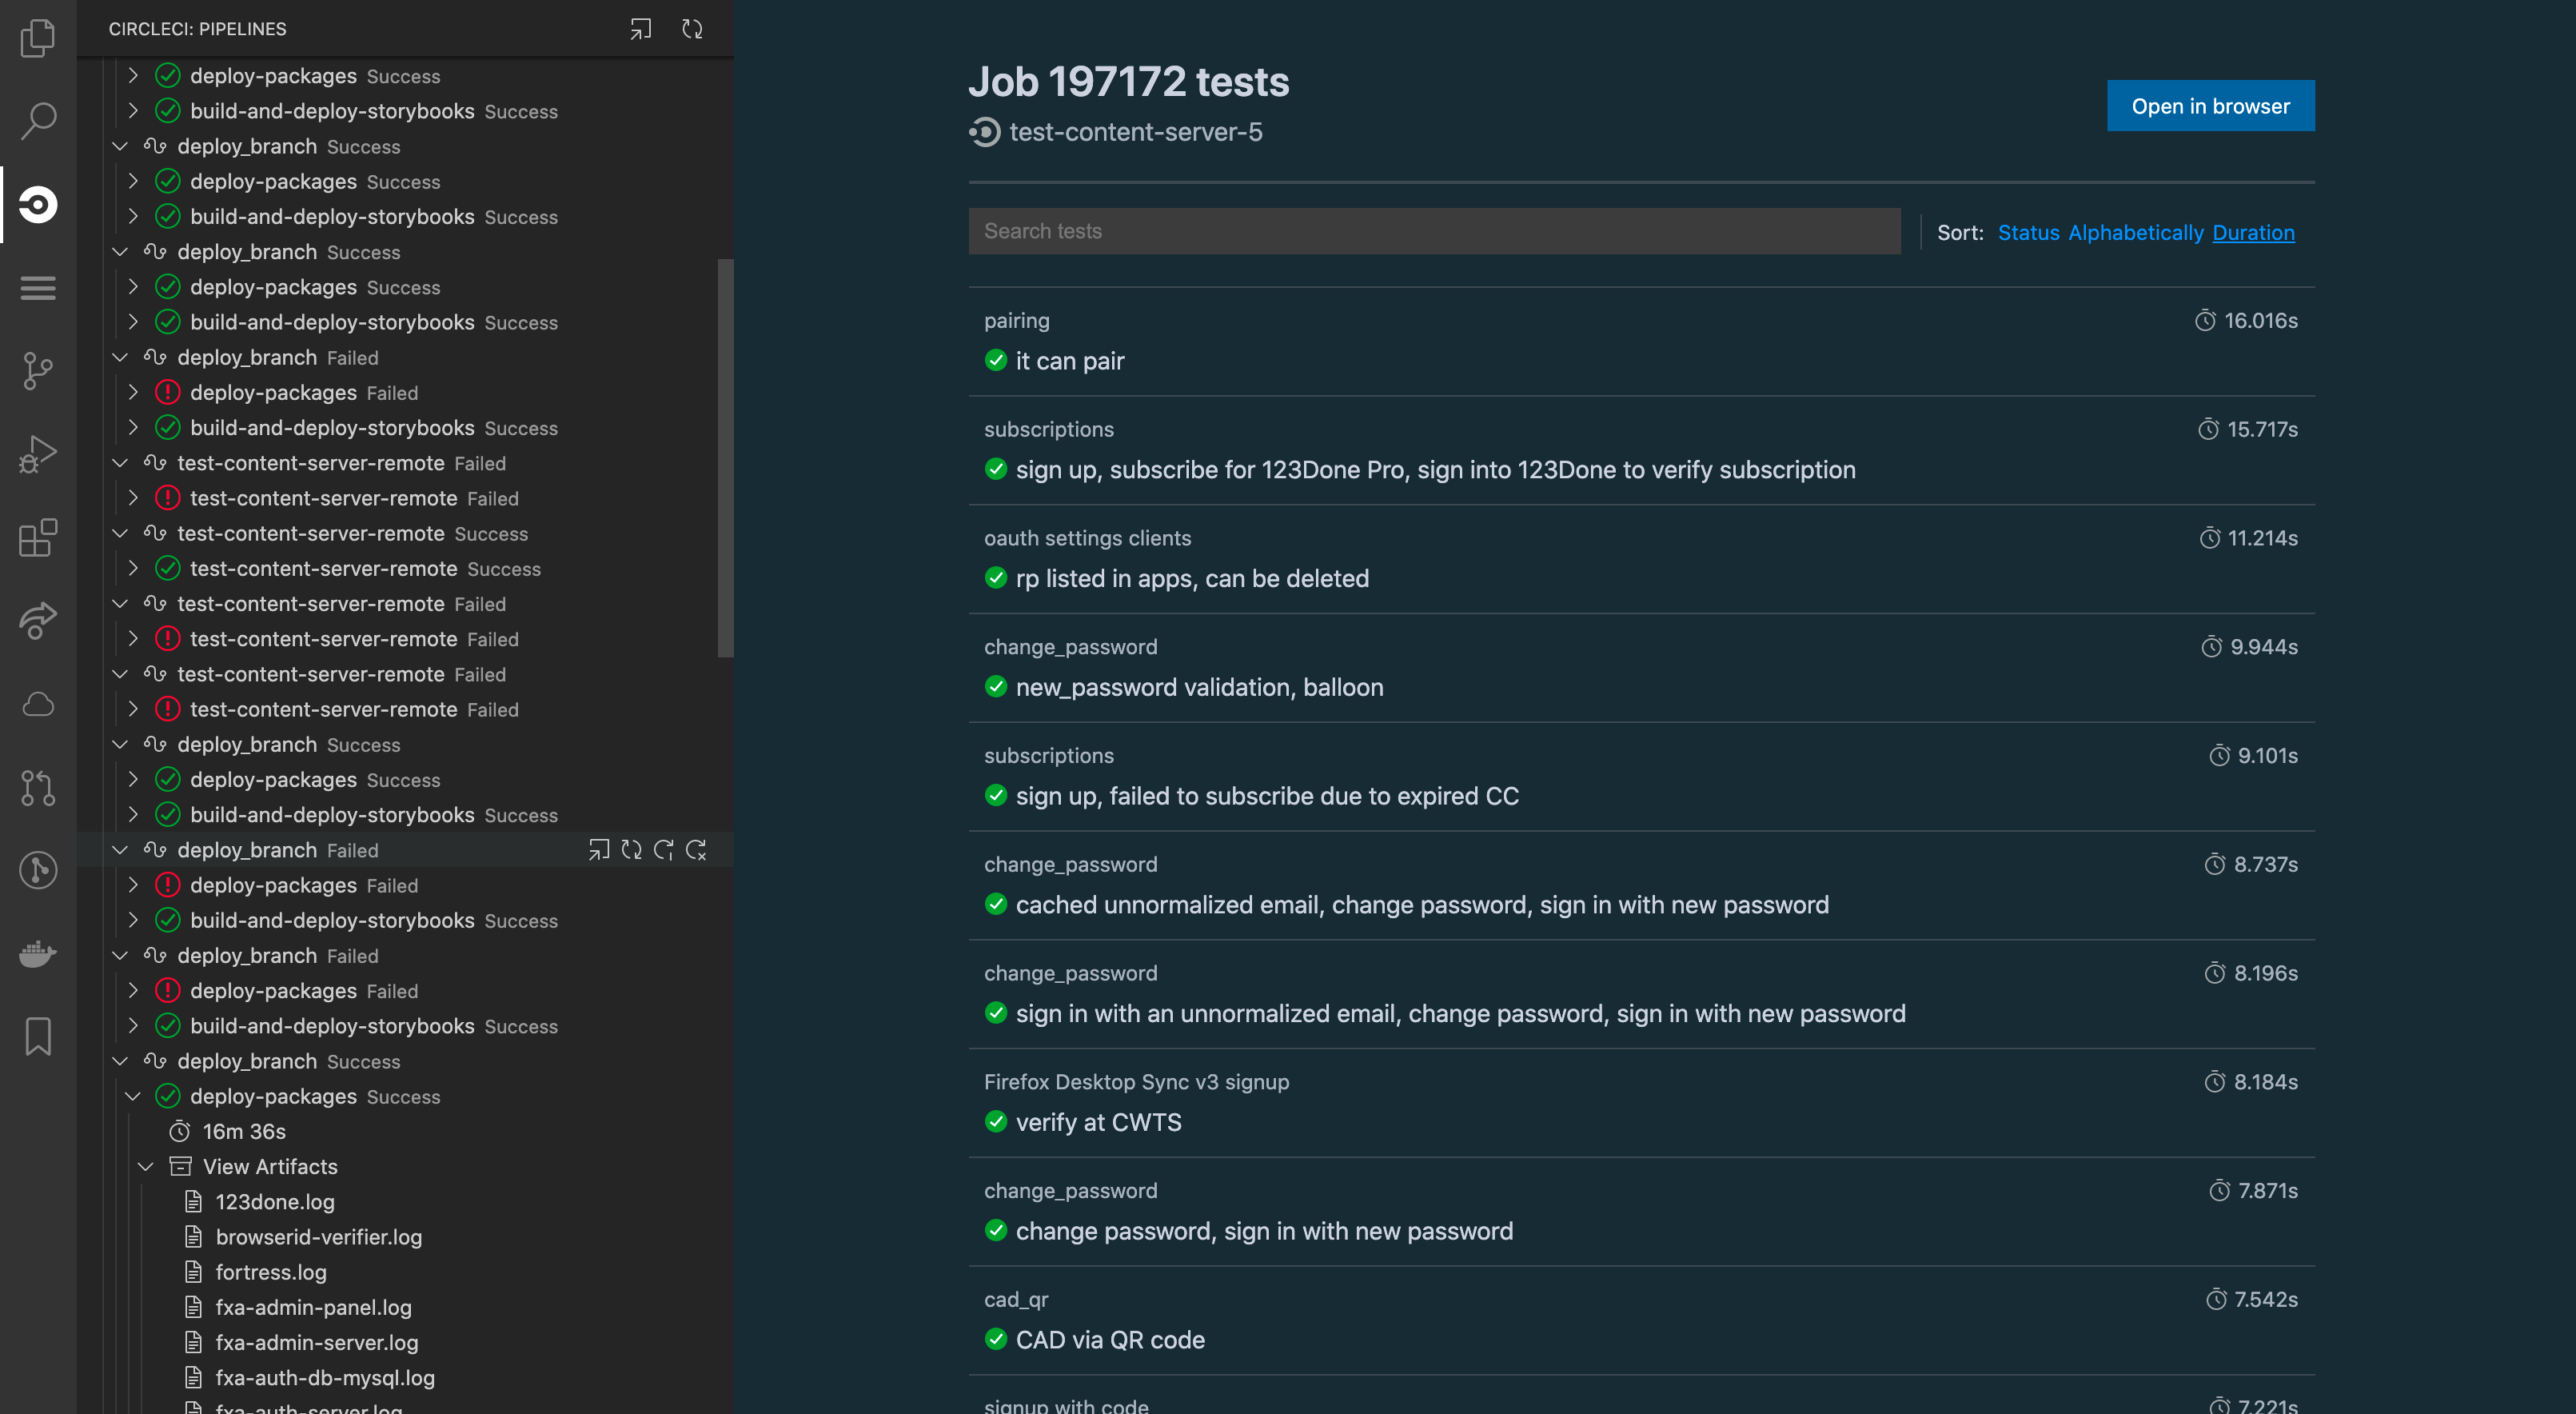 CIRCLECI: PIPELINES
deploy-packages Success
build-and-deploy-storybooks Success
deploy_branch Success
deploy-packages Success
build-and-deploy-storybooks Success
deploy_branch Success
deploy-packages Success
build-and-deploy-storybooks Success
deploy_branch Failed
deploy-packages Failed
build-and-deploy-storybooks Success
test-content-server-remote Failed
test-content-server-remote Failed
test-content-server-remote Success
test-content-server-remote Success
test-content-server-remote Failed
test-content-server-remote Failed
test-content-server-remote Failed
test-content-server-remote Failed
deploy_branch Success
deploy-packages Success
build-and-deploy-storybooks Success
deploy_branch Failed
deploy-packages Failed
build-and-deploy-storybooks Success
deploy_branch Failed
deploy-packages Failed
build-and-deploy-storybooks Success
deploy_branch Success
deploy-packages Success
16m 36s
View Artifacts
123done.log
browserid-verifier.log
fortress.log
fxa-admin-panel.log
fxa-admin-server.log
fxa-auth-db-mysql.log
fxa-auth-server.log
Job 197172 tests
test-content-server-5
Open in browser
Search tests
Sort: Status Alphabetically Duration
pairing 16.016s
it can pair
subscriptions 15.717s
sign up, subscribe for 123Done Pro, sign into 123Done to verify subscription
oauth settings clients 11.214s
rp listed in apps, can be deleted
change_password 9.944s
new_password validation, balloon
subscriptions 9.101s
sign up, failed to subscribe due to expired CC
change_password 8.737s
cached unnormalized email, change password, sign in with new password
change_password 8.196s
sign in with an unnormalized email, change password, sign in with new password
Firefox Desktop Sync v3 signup 8.184s
verify at CWTS
change_password 7.871s
change password, sign in with new password
cad_qr 7.542s
CAD via QR code
signup with code 7.221s